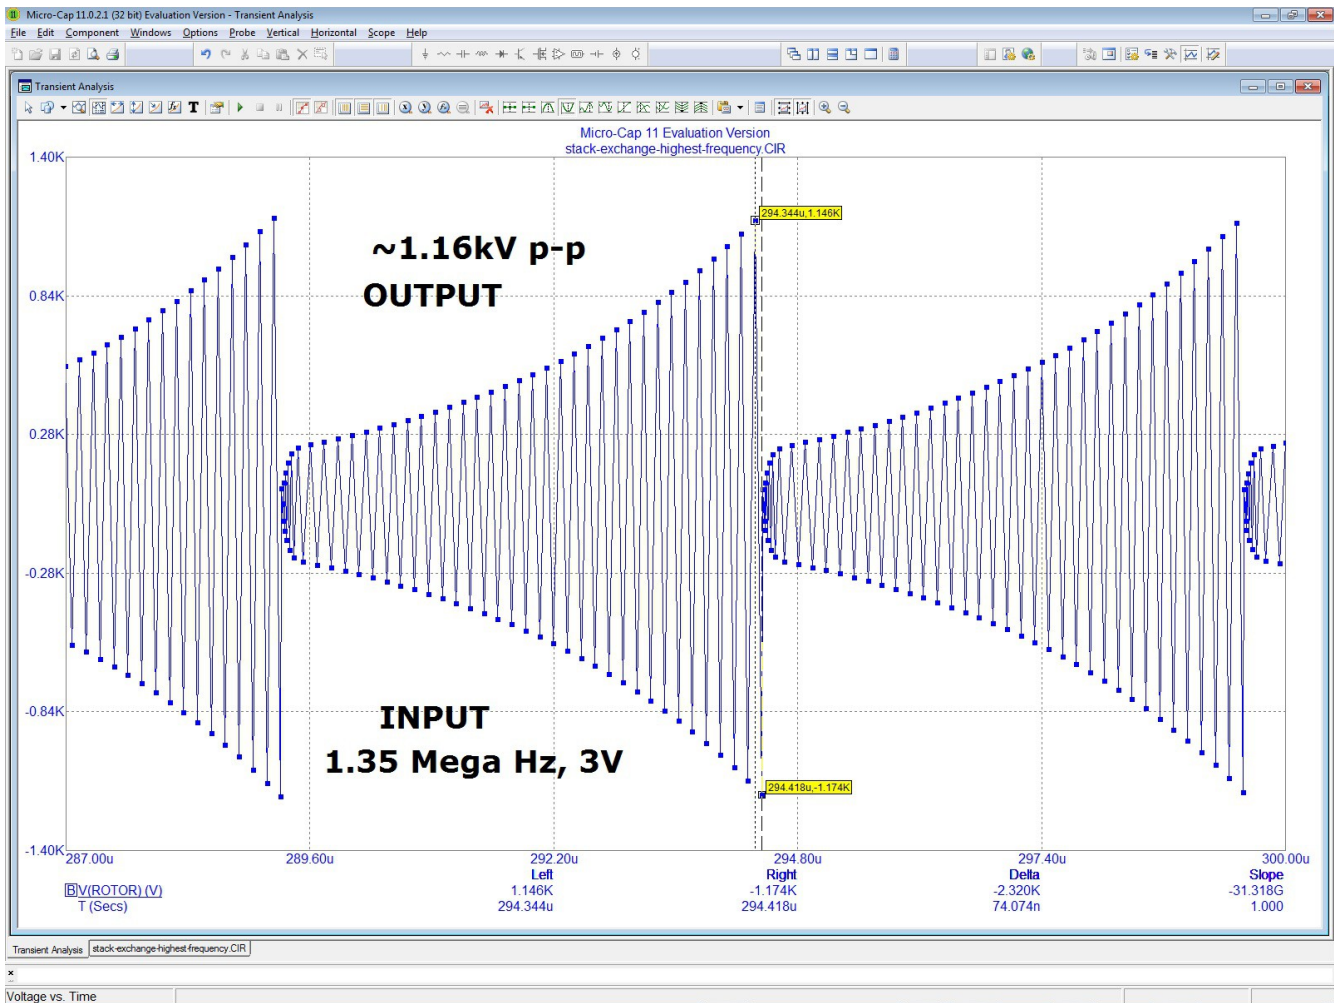 Micro-Cap 11.0.2.1 (32 bit) Evaluation Version - Transient Analysis
File Edit Component Windows Options Probe Vertical Horizontal Scope Help
Transient Analysis
T
Micro-Cap 11 Evaluation Version
stack-exchange-highest-frequency.CIR
1.40K
294.344u,1.146K
~1.16kV p-p
0.84K
OUTPUT
0.28K
-0.28K
-0.84K
INPUT
1.35 Mega Hz, 3V
294.418u,-1.174K
-1.40K
287.00u 289.60u 292.20u 294.80u 297.40u 300.00u
Left Right Delta Slope
B V(ROTOR) (V) 1.146K -1.174K -2.320K -31.318G
T (Secs) 294.344u 294.418u 74.074n 1.000
Transient Analysis stack-exchange-highest-frequency.CIR
Voltage vs. Time